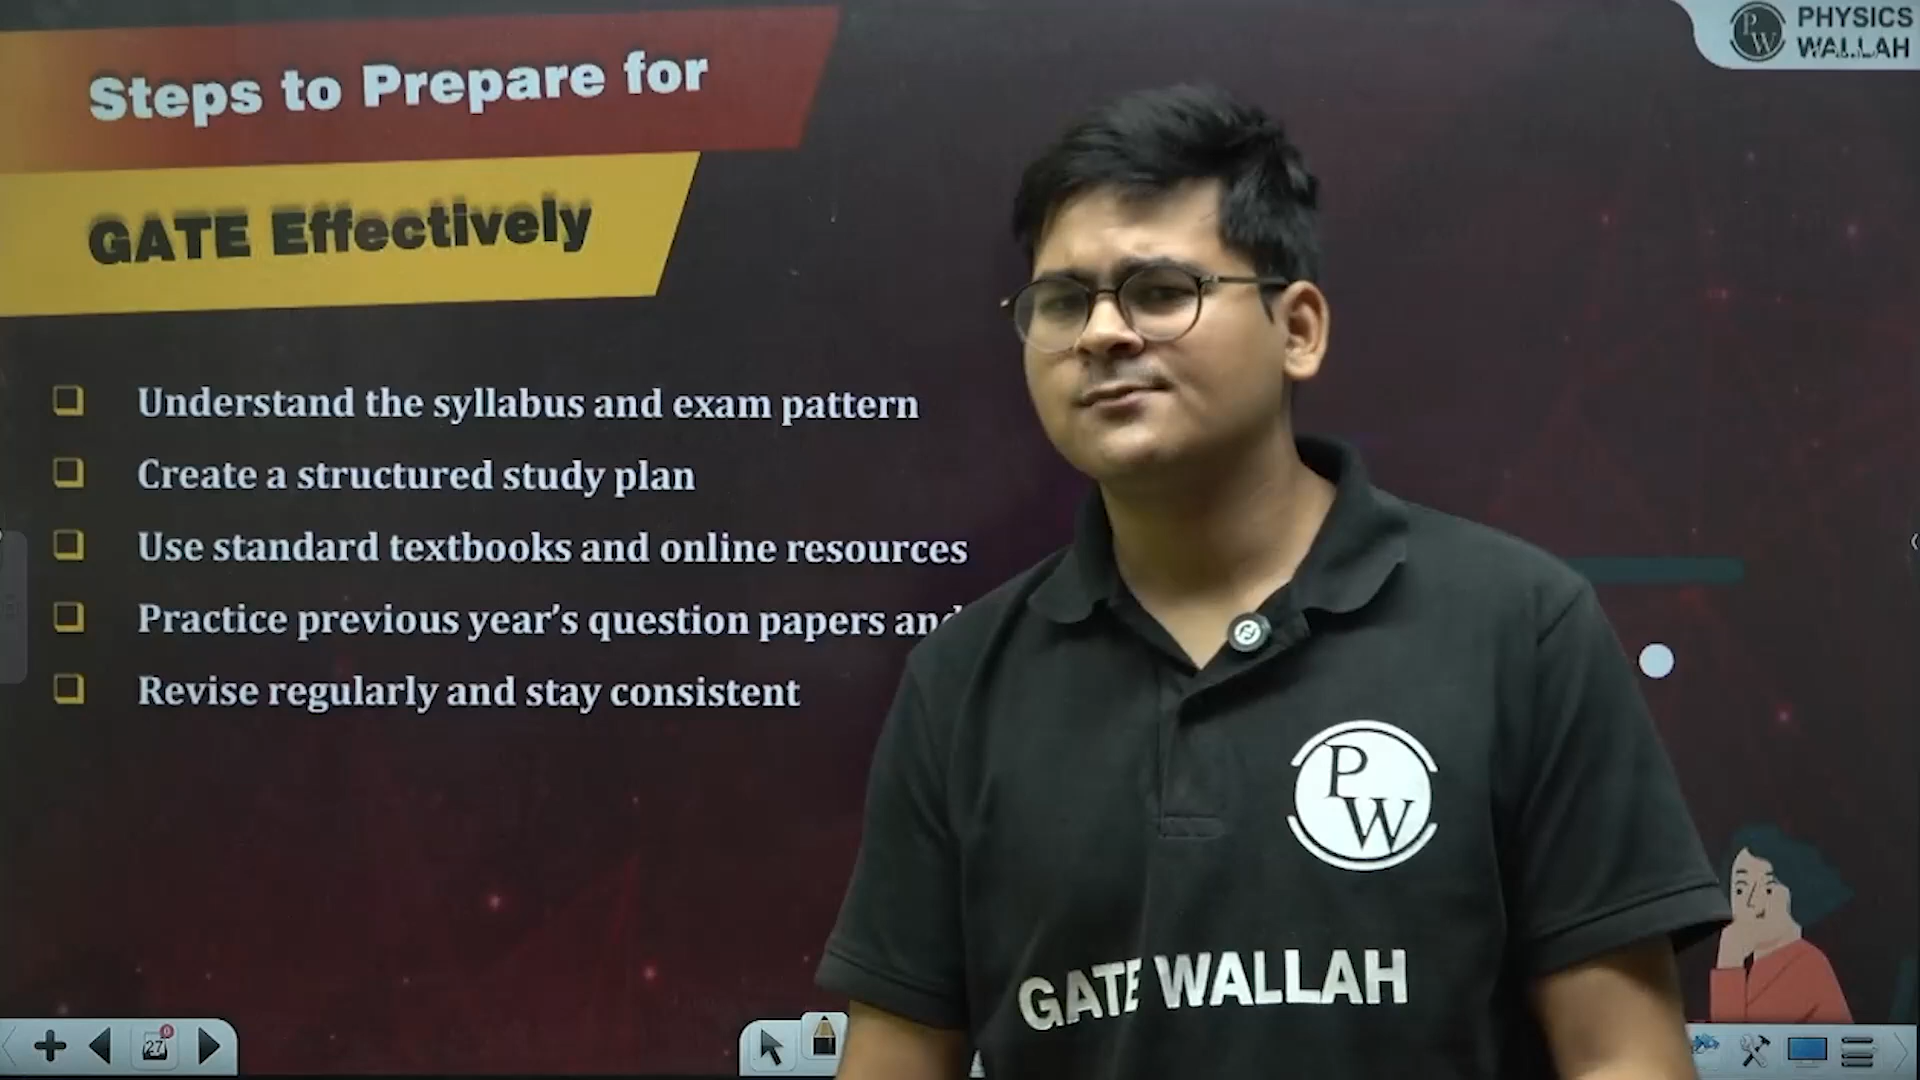 PHYSICS
WALLAH
Steps to Prepare for
GATE Effectively
Understand the syllabus and exam pattern
Create a structured study plan
Use standard textbooks and online resources
Practice previous year’s question papers and
Revise regularly and stay consistent
PW
GATE WALLAH
27
0